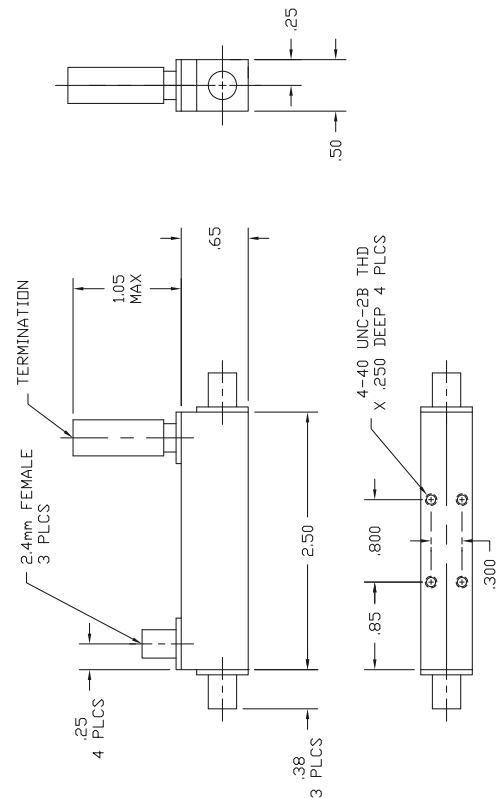 .25
.50
TERMINATION
1.05
MAX
.65
2.4mm FEMALE
3 PLCS
.25
4 PLCS
2.50
.38
3 PLCS
4-40 UNC-2B THD
X .250 DEEP 4 PLCS
.800
.85
.300